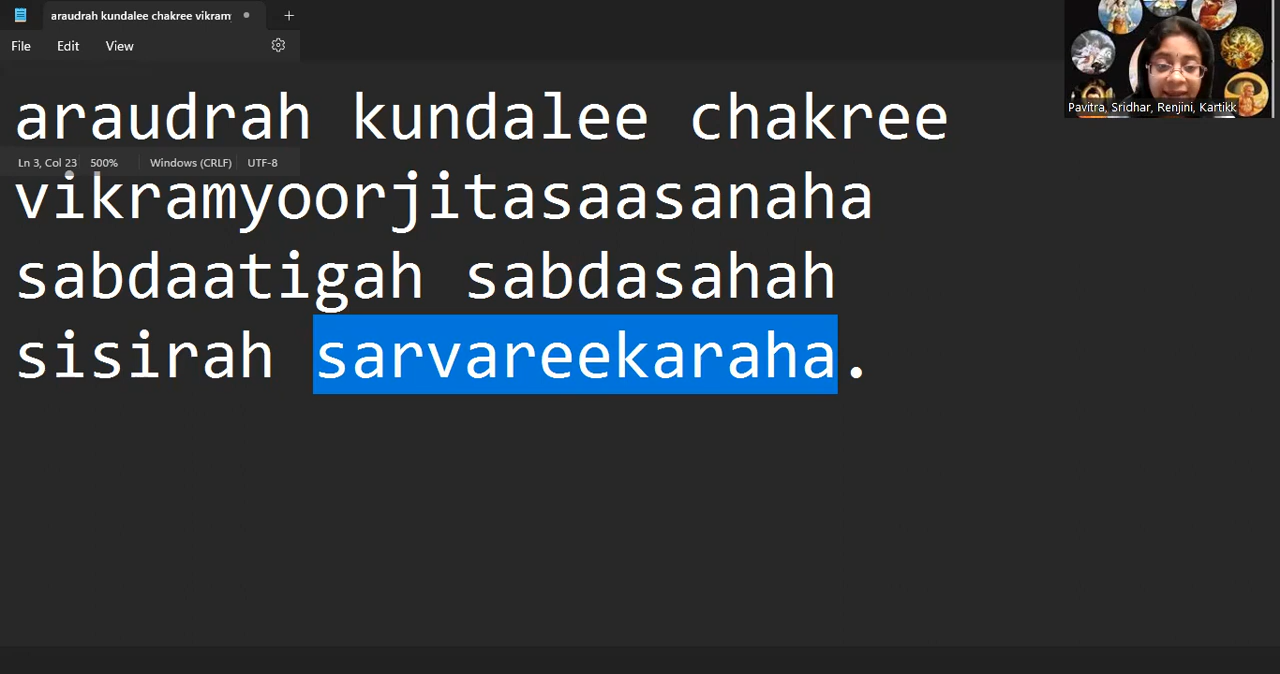 araudrah kundalee chakree vikram
File Edit View
Pavitra, Sridhar, Renjini, Kartikk
araudrah kundalee chakree
Ln 3, Col 23 500% Windows (CRLF) UTF-8
vikramyoorjitasaasanaha
sabdaatigah sabdasahah
sisirah sarvareekaraha.